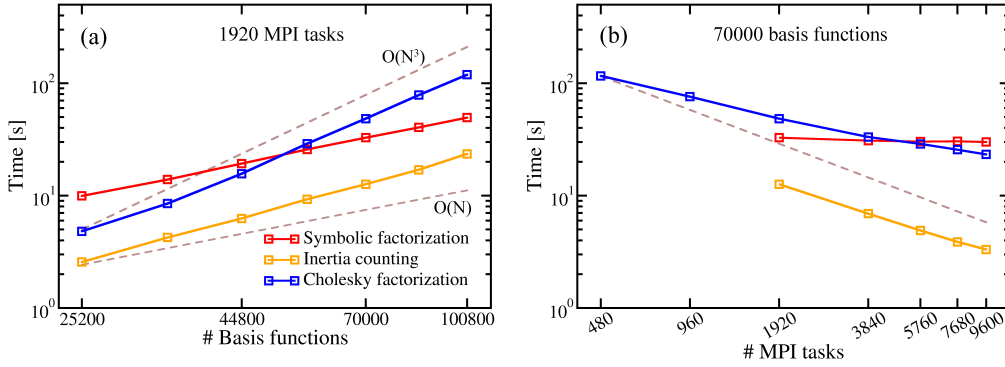 (a)
1920 MPI tasks
O(N³)
O(N)
Symbolic factorization
Inertia counting
Cholesky factorization
Time [s]
10²
10¹
10⁰
25200
44800
70000
100800
# Basis functions
(b)
70000 basis functions
Time [s]
10²
10¹
10⁰
480
960
1920
3840
5760
7680
9600
# MPI tasks